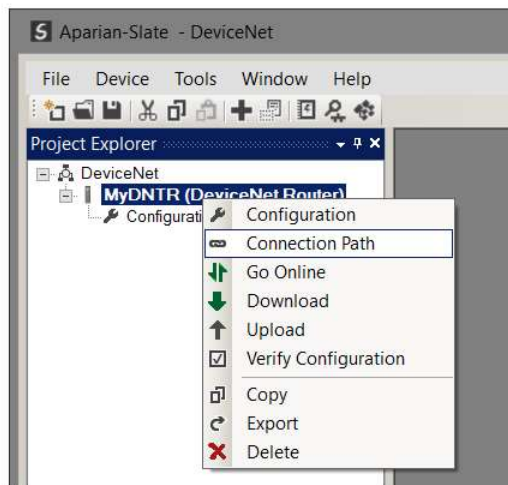 Aparian-Slate - DeviceNet
File Device Tools Window Help
Project Explorer
DeviceNet
MyDNTR (DeviceNet Router)
Configurati
Configuration
Connection Path
Go Online
Download
Upload
Verify Configuration
Copy
Export
Delete